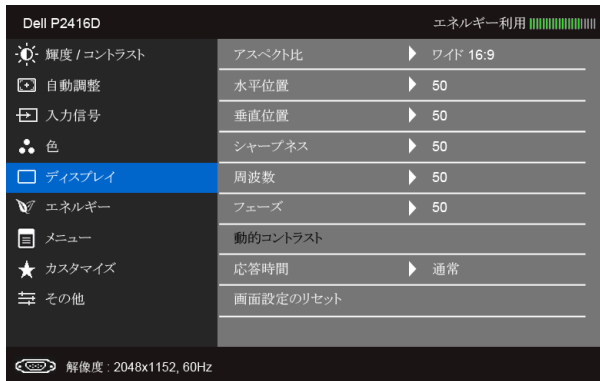 Dell P2416D エネルギー利用
輝度 / コントラスト
自動調整
入力信号
色
ディスプレイ
エネルギー
メニュー
カスタマイズ
その他
アスペクト比 ワイド 16:9
水平位置 50
垂直位置 50
シャープネス 50
周波数 50
フェーズ 50
動的コントラスト
応答時間 通常
画面設定のリセット
解像度 : 2048x1152, 60Hz